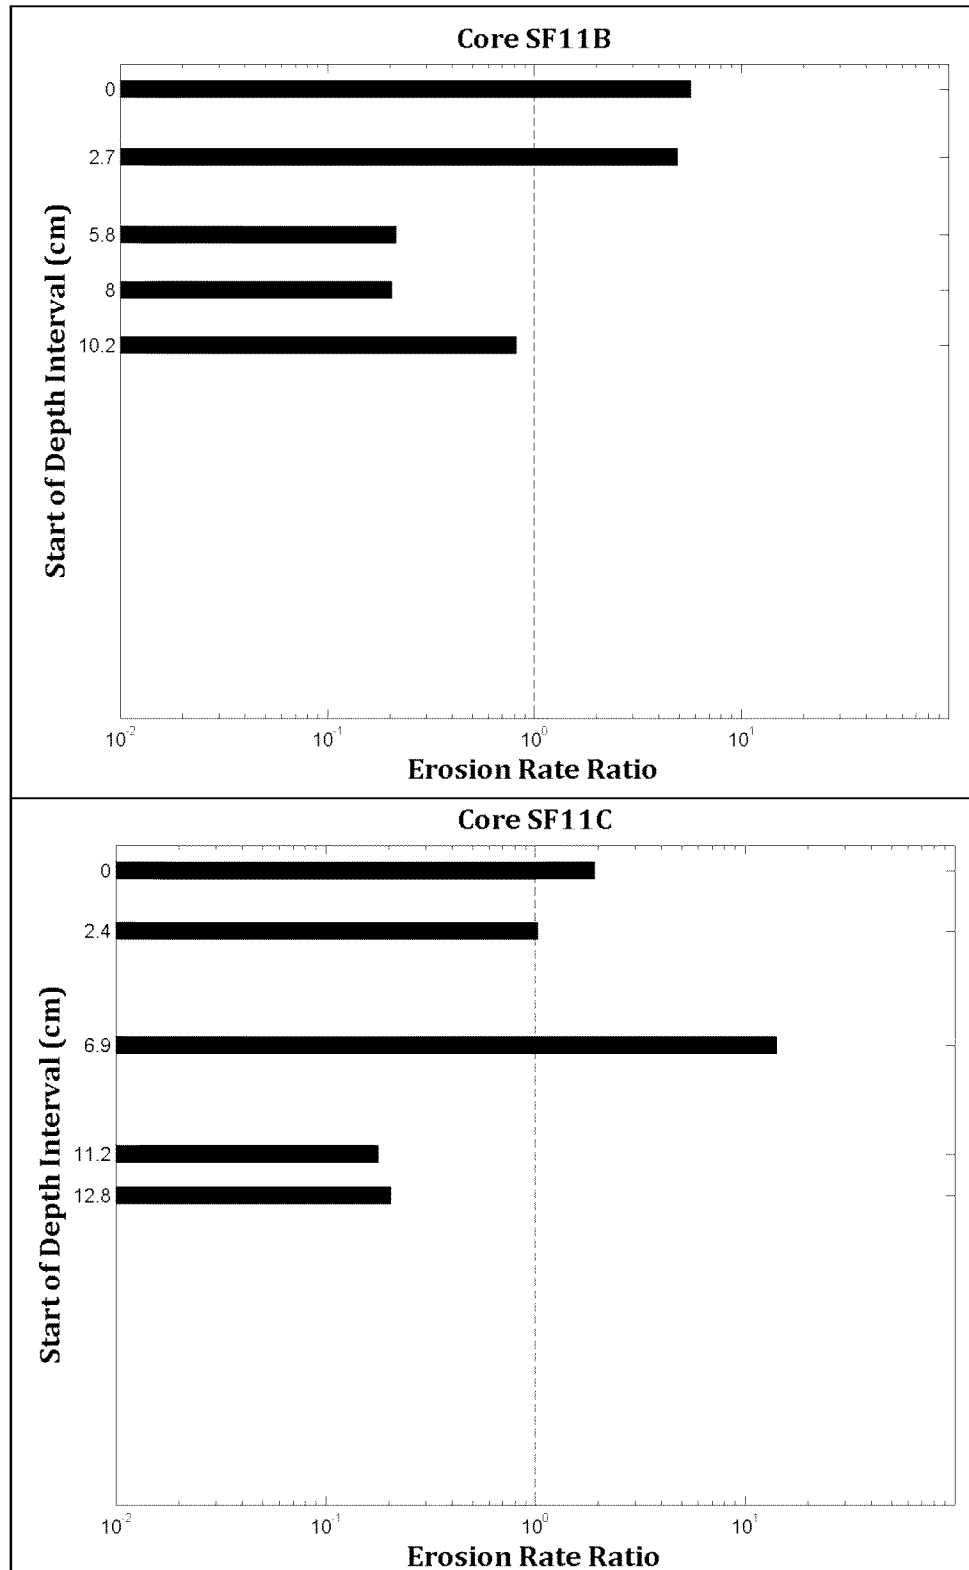 Core SF11B
0
2.7
5.8
8
10.2
Start of Depth Interval (cm)
10⁻² 10⁻¹ 10⁰ 10¹
Erosion Rate Ratio
Core SF11C
0
2.4
6.9
11.2
12.8
Start of Depth Interval (cm)
10⁻² 10⁻¹ 10⁰ 10¹
Erosion Rate Ratio